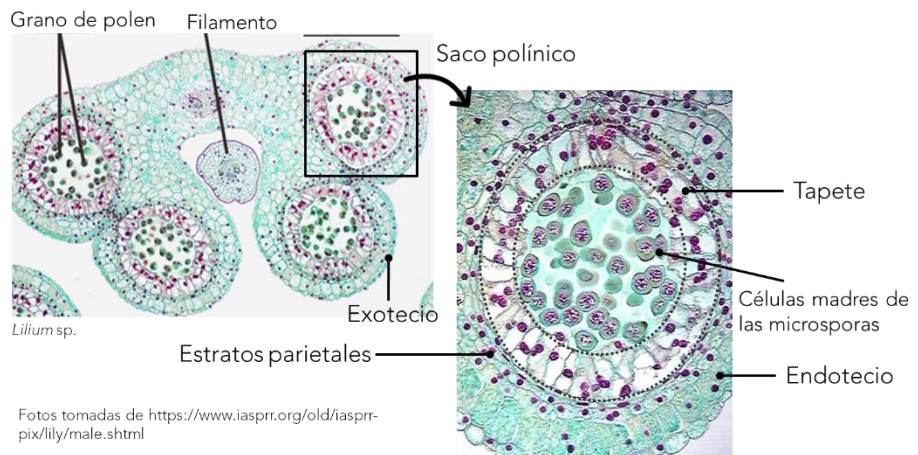 Grano de polen
Filamento
Saco polínico
Tapete
Células madres de
las microsporas
Exotecio
Lilium sp.
Estratos parietales
Endotecio
Fotos tomadas de https://www.iasprr.org/old/iasprr-
pix/lily/male.shtml